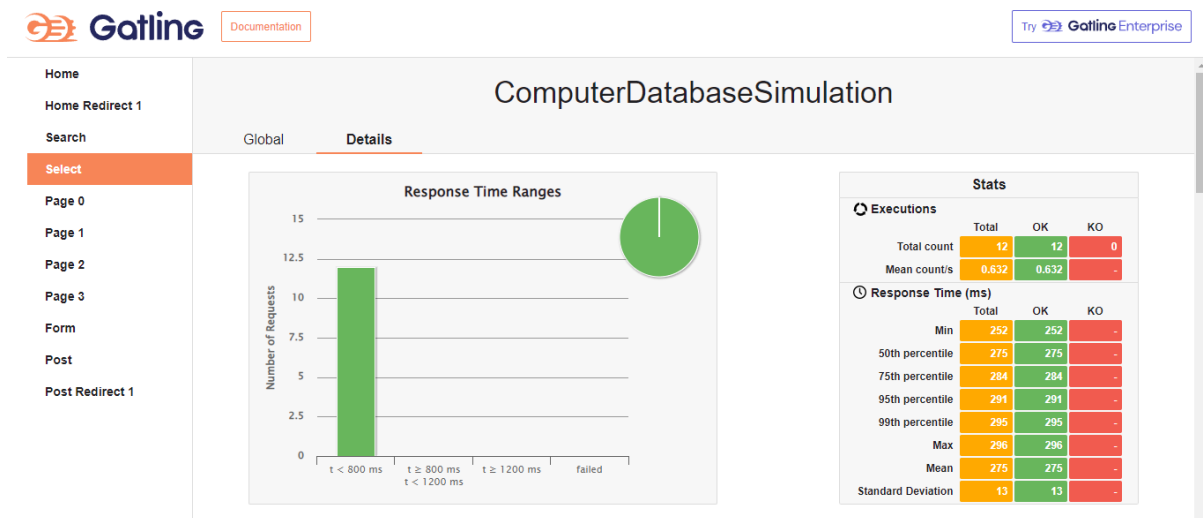 Gatling Documentation Try Gatling Enterprise
Home
Home Redirect 1
Search
Select
Page 0
Page 1
Page 2
Page 3
Form
Post
Post Redirect 1
ComputerDatabaseSimulation
Global Details
Response Time Ranges
Number of Requests
15
12.5
10
7.5
5
2.5
0
t < 800 ms t ≥ 800 ms t ≥ 1200 ms failed
t < 1200 ms
Stats
Executions
Total OK KO
Total count 12 12 0
Mean count/s 0.632 0.632 -
Response Time (ms)
Total OK KO
Min 252 252 -
50th percentile 275 275 -
75th percentile 284 284 -
95th percentile 291 291 -
99th percentile 295 295 -
Max 296 296 -
Mean 275 275 -
Standard Deviation 13 13 -